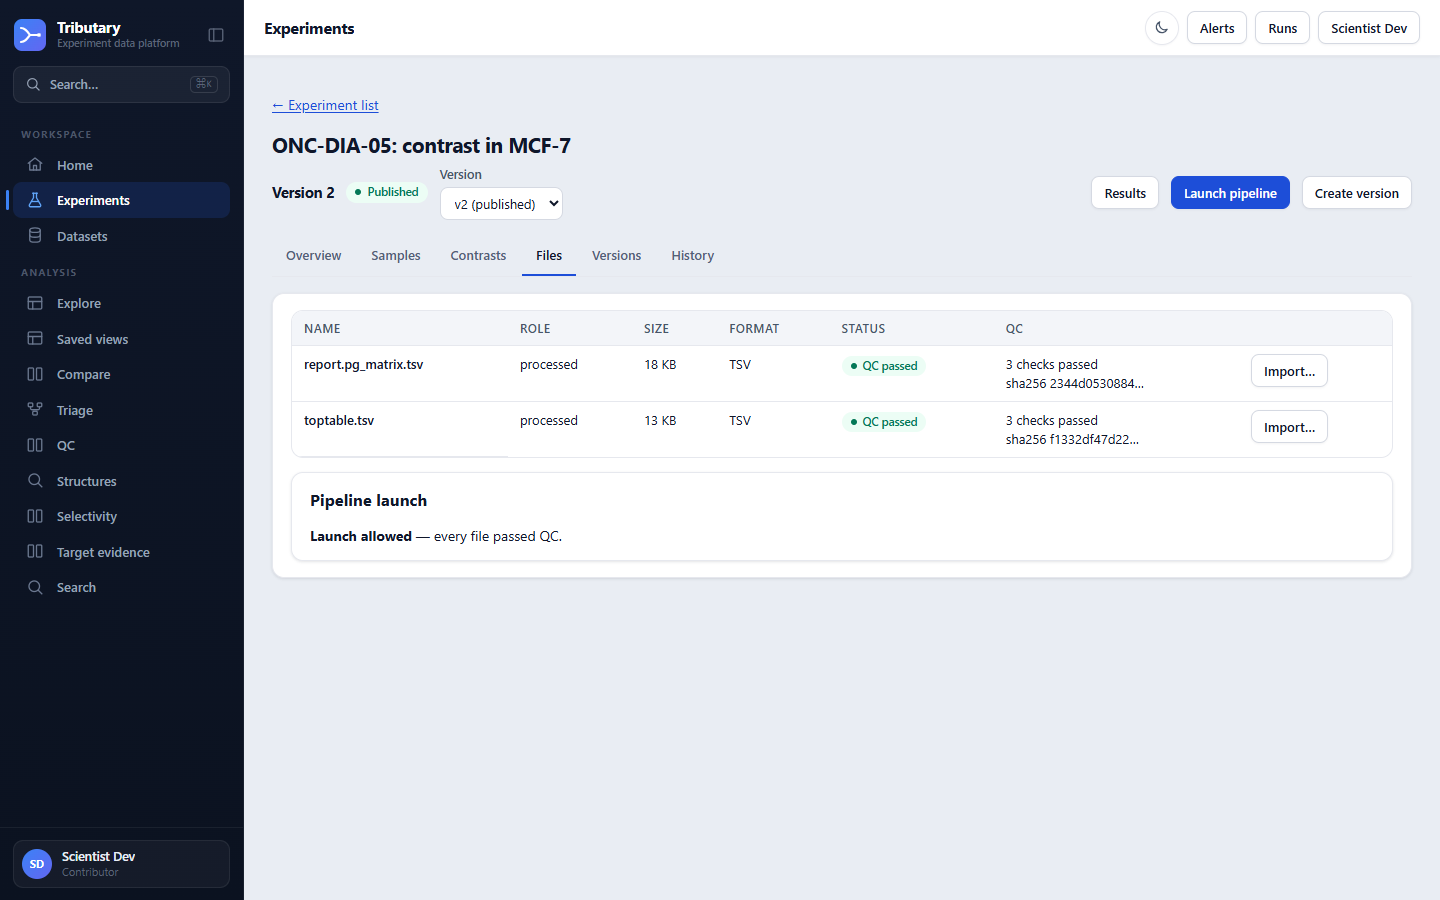 Tributary
Experiment data platform
Search...
⌘K
WORKSPACE
Home
Experiments
Datasets
ANALYSIS
Explore
Saved views
Compare
Triage
QC
Structures
Selectivity
Target evidence
Search
SD
Scientist Dev
Contributor
Experiments
Alerts
Runs
Scientist Dev
← Experiment list
ONC-DIA-05: contrast in MCF-7
Version 2
Published
Version
v2 (published)
Results
Launch pipeline
Create version
Overview
Samples
Contrasts
Files
Versions
History
NAME ROLE SIZE FORMAT STATUS QC
report.pg_matrix.tsv processed 18 KB TSV QC passed 3 checks passed
sha256 2344d0530884...
Import...
toptable.tsv processed 13 KB TSV QC passed 3 checks passed
sha256 f1332df47d22...
Import...
Pipeline launch
Launch allowed — every file passed QC.